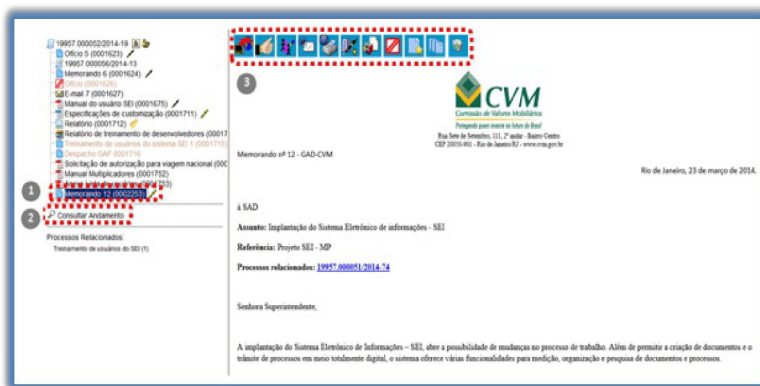 19957.000052/2014-19
Ofício 5 (0001623)
19957.000056/2014-13
Memorando 6 (0001624)
Ofício (0001626)
E-mail 7 (0001627)
Manual do usuário SEI (0001675)
Especificações de customização (0001711)
Relatório (0001712)
Relatório de treinamento de desenvolvedores (00017
Treinamento de usuários do sistema SEI 1 (0001715)
Despacho GAF 0001716
Solicitação de autorização para viagem nacional (000
Manual Multiplicadores (0001752)
1
Memorando 12 (0002253)
2
Consultar Andamento
Processos Relacionados:
Treinamento de usuários do SEI (1)
3
CVM
Comissão de Valores Mobiliários
Protegendo quem investe no futuro do Brasil
Rua Sete de Setembro, 111, 2º andar - Bairro Centro
CEP 20050-901 - Rio de Janeiro/RJ - www.cvm.gov.br
Memorando nº 12 - GAD-CVM
Rio de Janeiro, 23 de março de 2014.
à SAD
Assunto: Implantação do Sistema Eletrônico de informações - SEI
Referência: Projeto SEI - MP
Processos relacionados: 19957.000051/2014-74
Senhora Superintendente,
A implantação do Sistema Eletrônico de Informações – SEI, abre a possibilidade de mudanças no processo de trabalho. Além de permitir a criação de documentos e o
trâmite de processos em meio totalmente digital, o sistema oferece várias funcionalidades para medição, organização e pesquisa de documentos e processos.